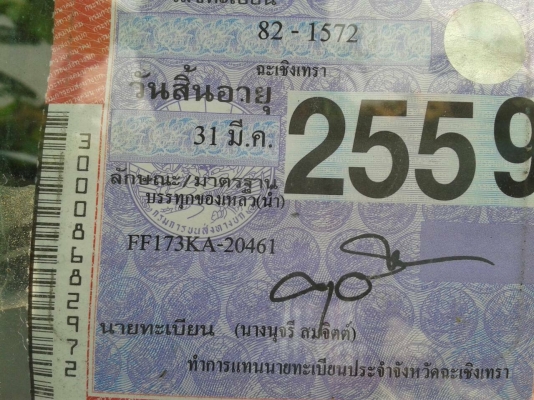 82 - 1572
ฉะเชิงเทรา
วันสิ้นอายุ
31 มี.ค. 2559
ลักษณะ/มาตรฐาน
บรรทุกของเหลว(น้ำ)
FF173KA-20461
นายทะเบียน (นางนุจรี สมจิตต์)
ทำการแทนนายทะเบียนประจำจังหวัดฉะเชิงเทรา
30008682972